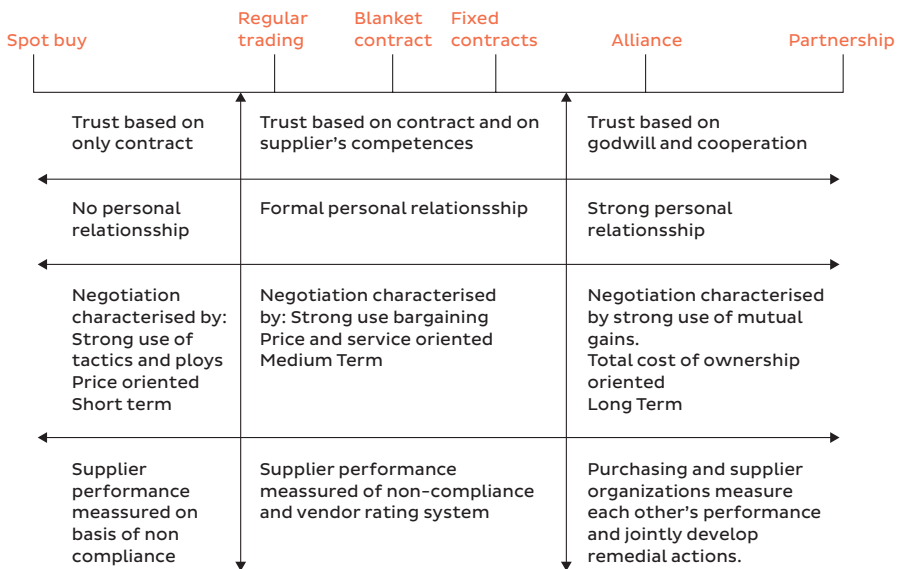 Spot buy
Regular
trading
Blanket
contract
Fixed
contracts
Alliance
Partnership
Trust based on
only contract
Trust based on contract and on
supplier's competences
Trust based on
godwill and cooperation
No personal
relationsship
Formal personal relationsship
Strong personal
relationsship
Negotiation
characterised by:
Strong use of
tactics and ploys
Price oriented
Short term
Negotiation characterised
by: Strong use bargaining
Price and service oriented
Medium Term
Negotiation characterised
by strong use of mutual
gains.
Total cost of ownership
oriented
Long Term
Supplier
performance
meassured on
basis of non
compliance
Supplier performance
meassured of non-compliance
and vendor rating system
Purchasing and supplier
organizations measure
each other's performance
and jointly develop
remedial actions.